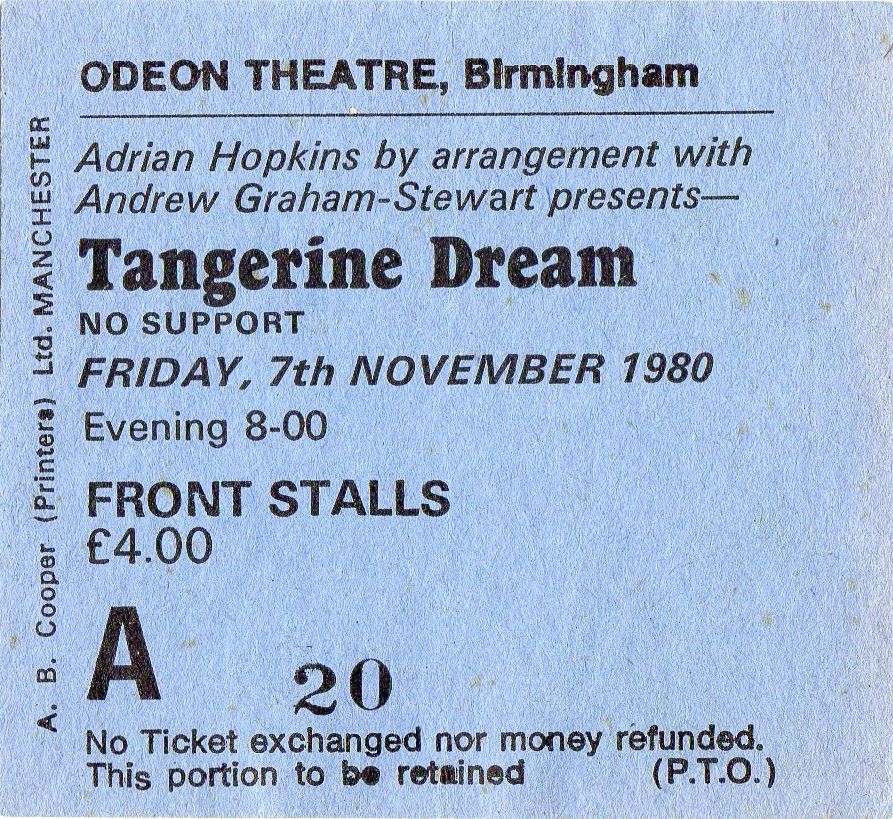 ODEON THEATRE, Birmingham
Adrian Hopkins by arrangement with
Andrew Graham-Stewart presents—
Tangerine Dream
NO SUPPORT
FRIDAY, 7th NOVEMBER 1980
Evening 8-00
FRONT STALLS
£4.00
A 20
No Ticket exchanged nor money refunded.
This portion to be retained (P.T.O.)
A. B. Cooper (Printers) Ltd. MANCHESTER